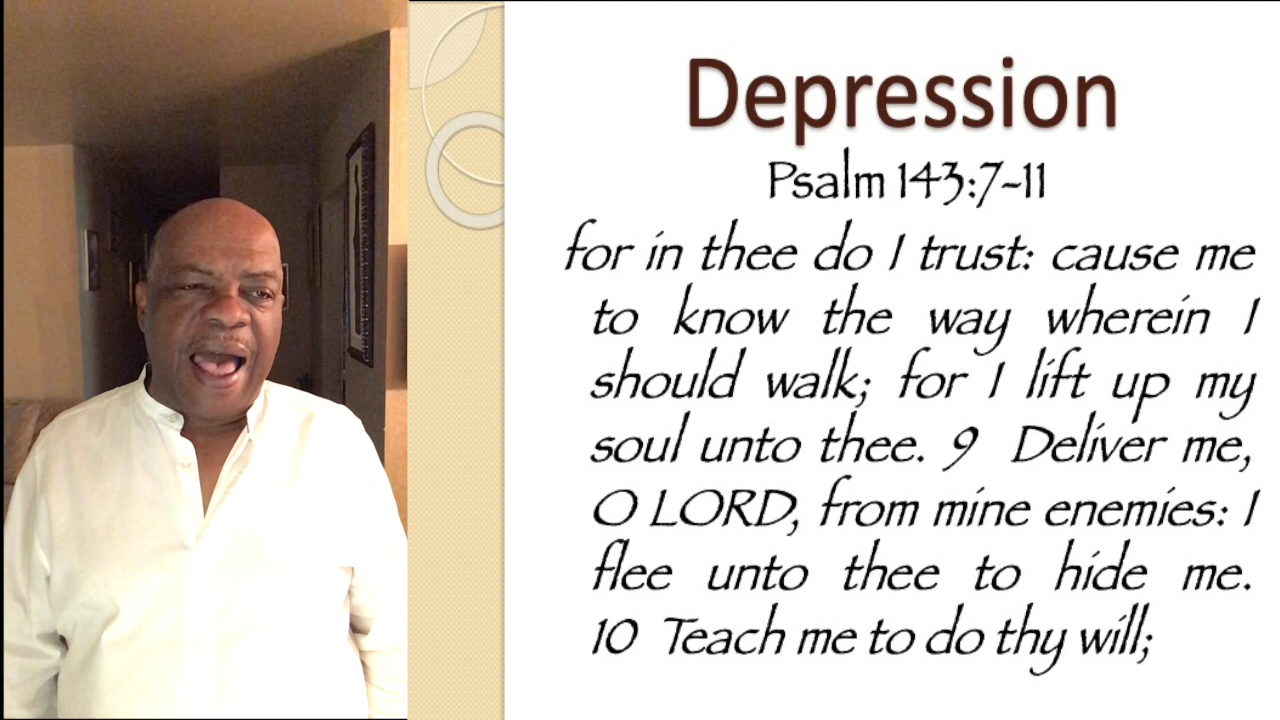 Depression
Psalm 143:7-11
for in thee do I trust: cause me
to know the way wherein I
should walk; for I lift up my
soul unto thee. 9 Deliver me,
O LORD, from mine enemies: I
flee unto thee to hide me.
10 Teach me to do thy will;